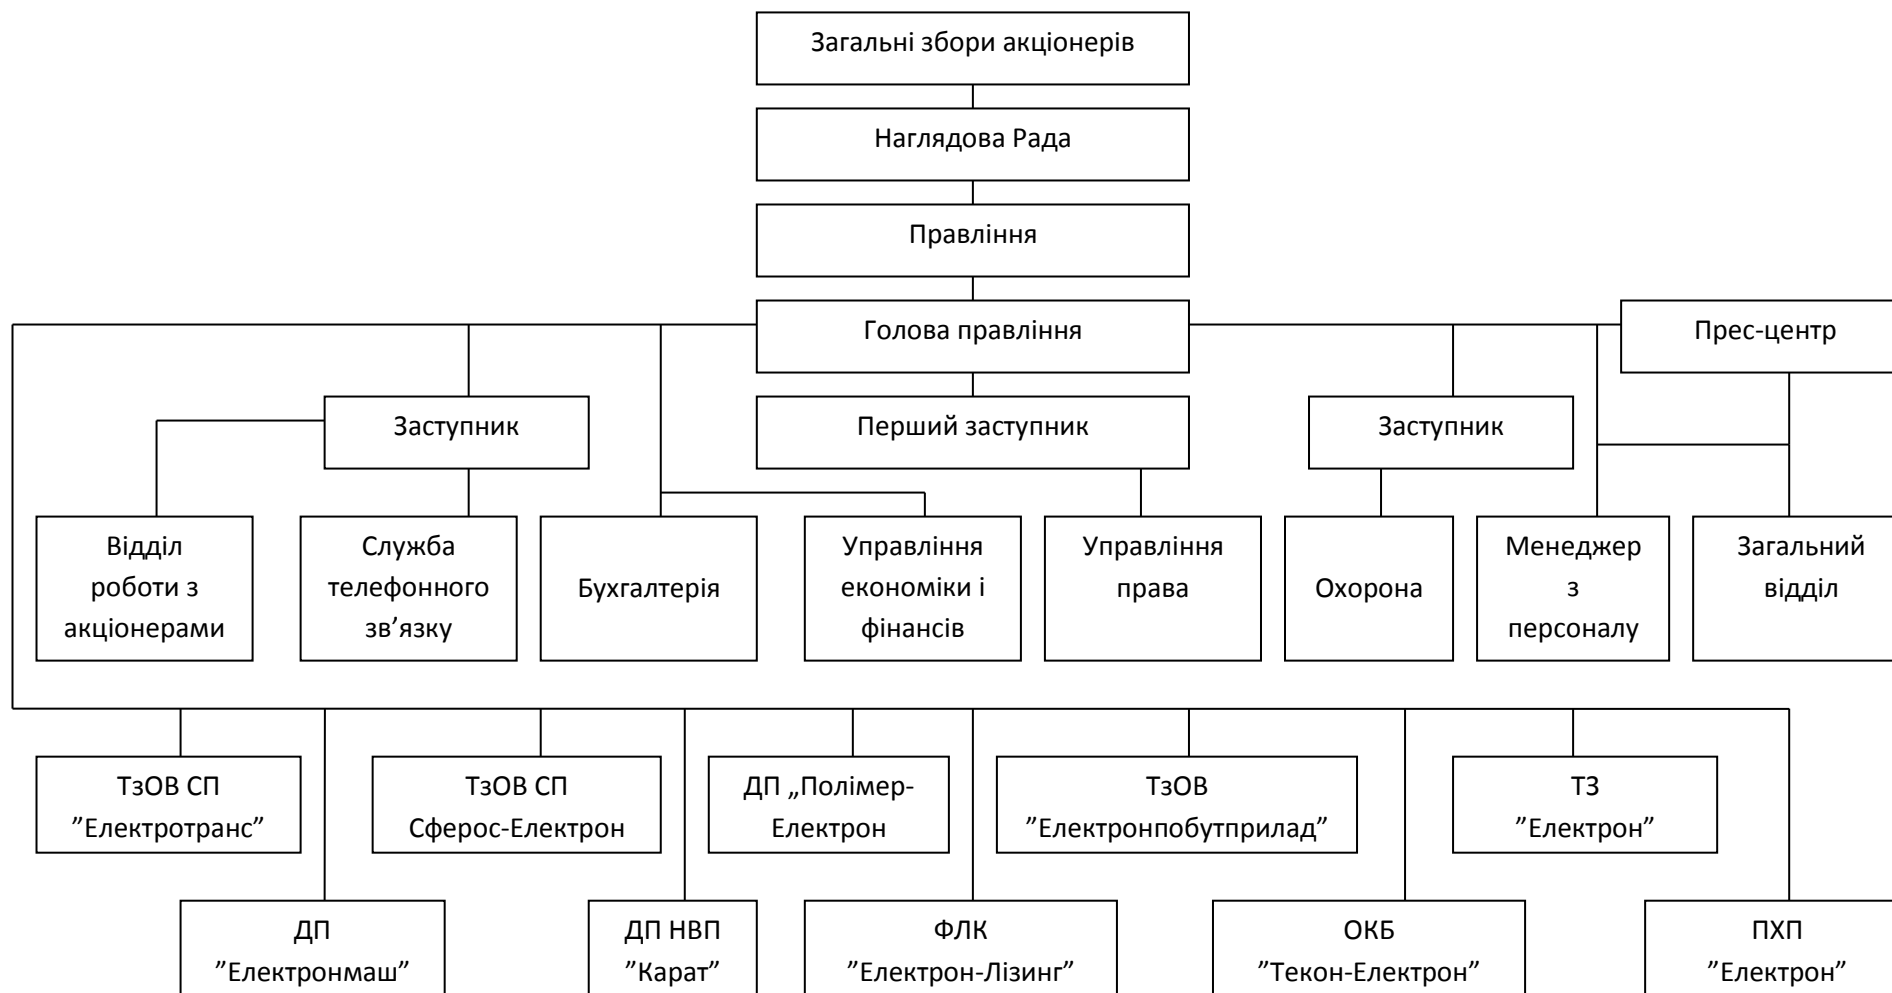 Загальні збори акціонерів
Наглядова Рада
Правління
Голова правління
Прес-центр
Заступник
Перший заступник
Заступник
Відділ
роботи з
акціонерами
Служба
телефонного
зв’язку
Бухгалтерія
Управління
економіки і
фінансів
Управління
права
Охорона
Менеджер
з
персоналу
Загальний
відділ
ТзОВ СП
”Електротранс”
ТзОВ СП
Сферос-Електрон
ДП „Полімер-
Електрон
ТзОВ
”Електронпобутприлад”
ТЗ
”Електрон”
ДП
”Електронмаш”
ДП НВП
”Карат”
ФЛК
”Електрон-Лізинг”
ОКБ
”Текон-Електрон”
ПХП
”Електрон”